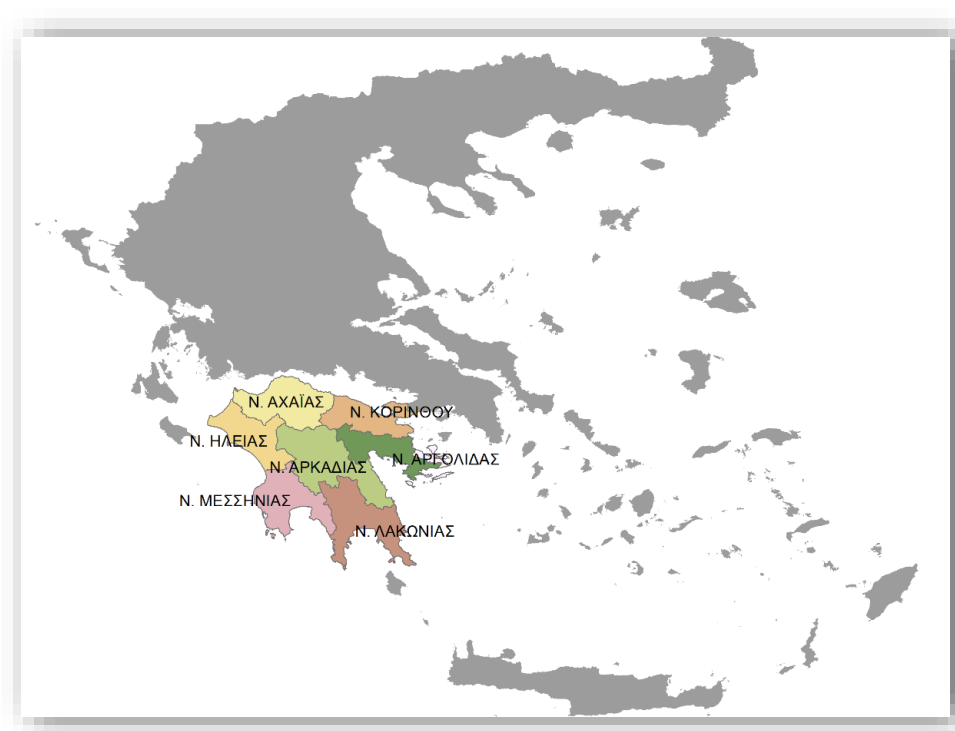 Ν. ΑΧΑΪΑΣ
Ν. ΚΟΡΙΝΘΟΥ
Ν. ΗΛΕΙΑΣ
Ν. ΑΡΓΟΛΙΔΑΣ
Ν. ΑΡΚΑΔΙΑΣ
Ν. ΜΕΣΣΗΝΙΑΣ
Ν. ΛΑΚΩΝΙΑΣ